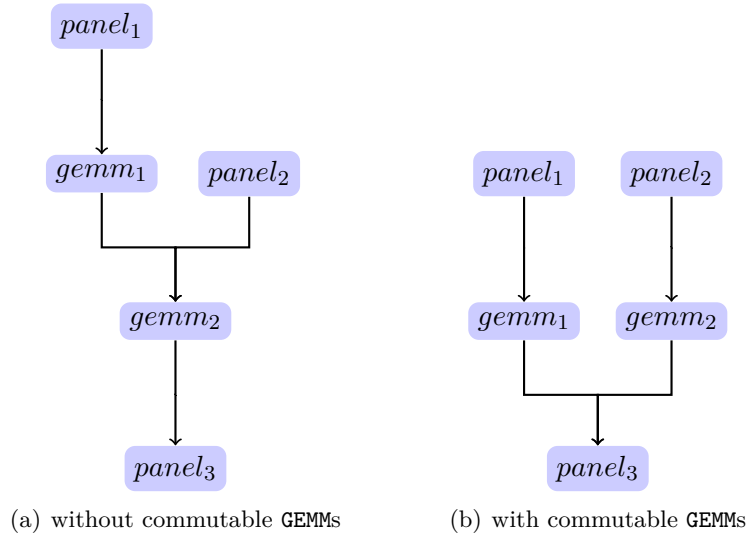 panel₁
gemm₁ panel₂
gemm₂
panel₃
(a) without commutable GEMMs
panel₁ panel₂
gemm₁ gemm₂
panel₃
(b) with commutable GEMMs